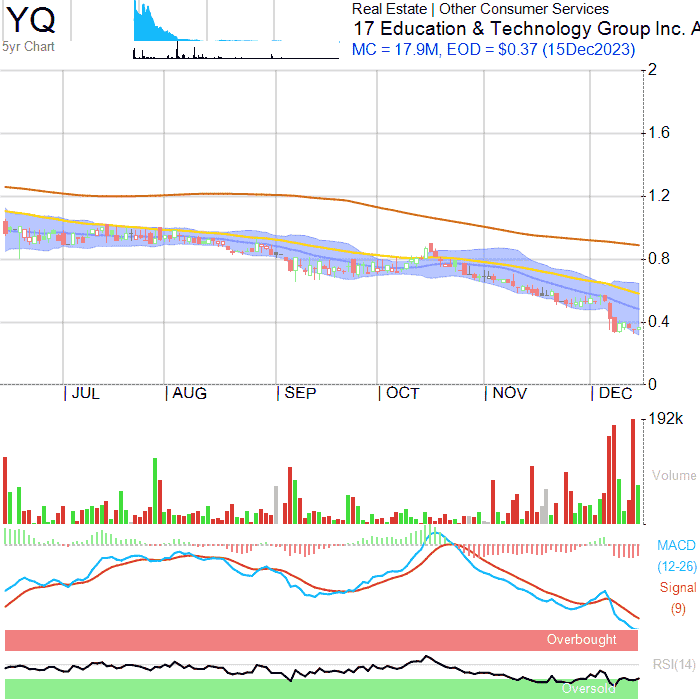 YQ
5yr Chart
Real Estate | Other Consumer Services
17 Education & Technology Group Inc. A
MC = 17.9M, EOD = $0.37 (15Dec2023)
2
1.6
1.2
0.8
0.4
0
JUL AUG SEP OCT NOV DEC
192k
Volume
MACD
(12-26)
Signal
(9)
Overbought
RSI(14)
Oversold